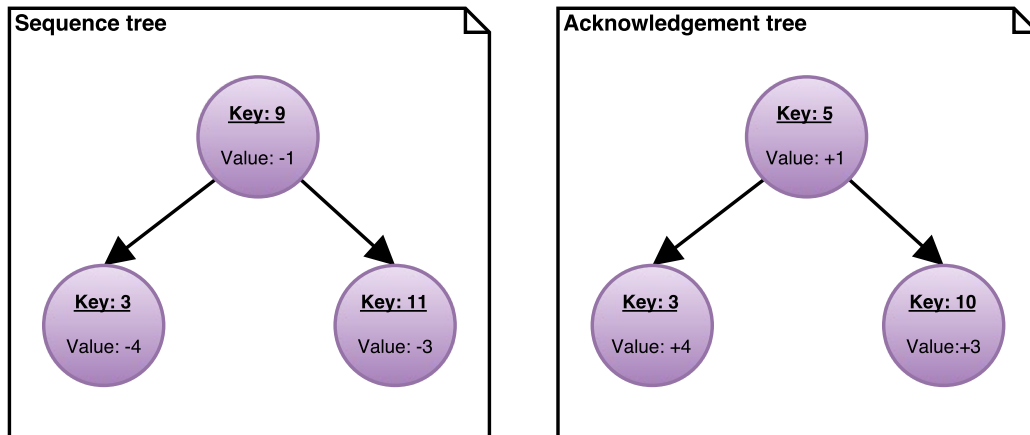 Sequence tree
Key: 9
Value: -1
Key: 3
Value: -4
Key: 11
Value: -3
Acknowledgement tree
Key: 5
Value: +1
Key: 3
Value: +4
Key: 10
Value:+3